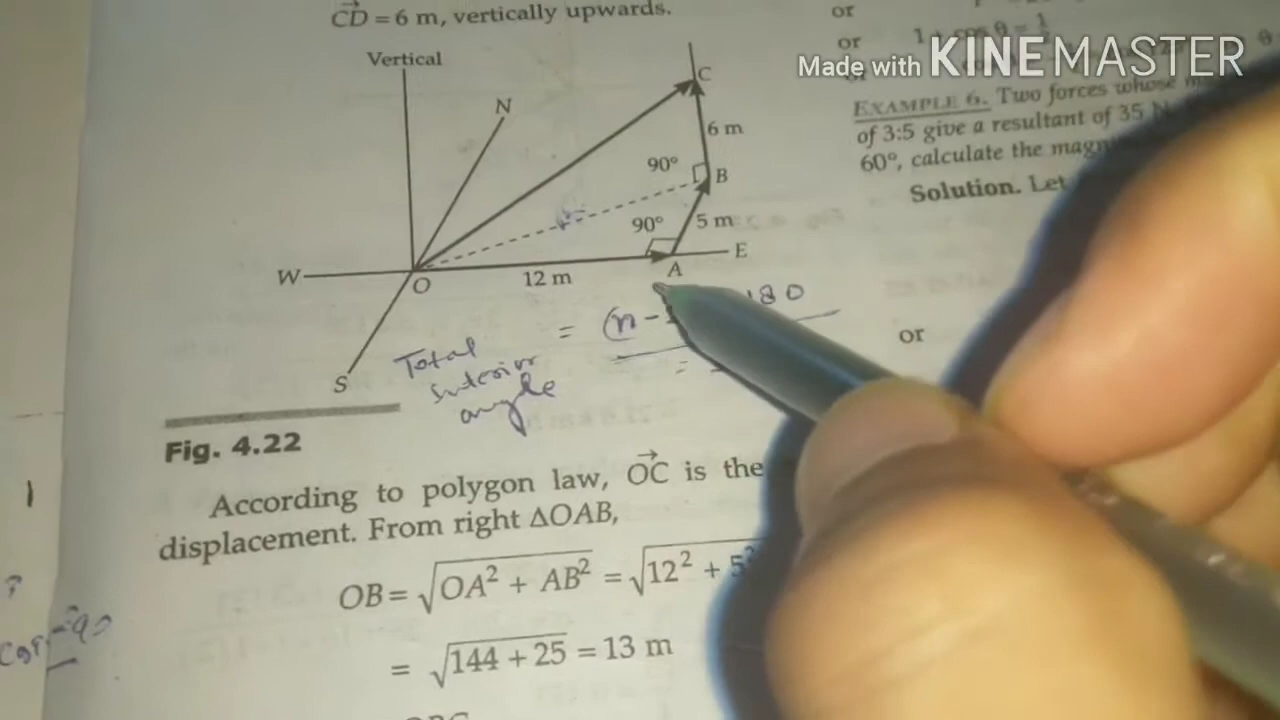 CD = 6 m, vertically upwards.
Vertical
N
C
6 m
90°
B
90°
5 m
W
O
12 m
A
E
S
Total interior angle = (n - 180
Fig. 4.22
According to polygon law, OC is the
displacement. From right ΔOAB,
OB = √OA² + AB² = √12² + 5²
= √144 + 25 = 13 m
or
or
1 + cos θ =
Made with KINEMASTER
EXAMPLE 6. Two forces whose
of 3:5 give a resultant of 35 N
60°, calculate the
Solution. Let
or